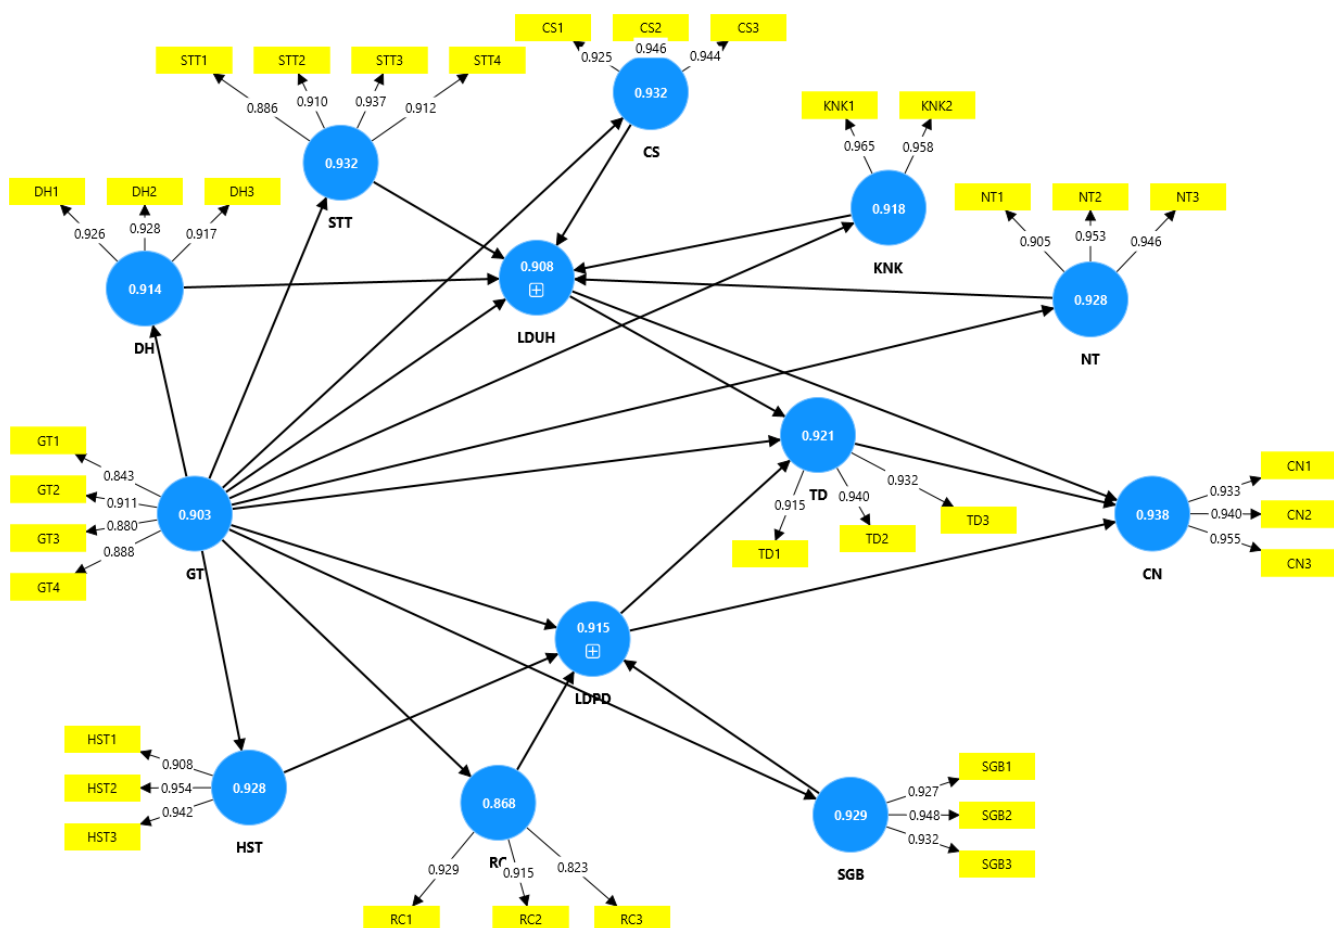 CS1
CS2
CS3
0.925
0.946
0.944
0.932
CS
STT1
STT2
STT3
STT4
0.886
0.910
0.937
0.912
0.932
STT
KNK1
KNK2
0.965
0.958
0.918
KNK
DH1
DH2
DH3
0.926
0.928
0.917
0.914
DH
NT1
NT2
NT3
0.905
0.953
0.946
0.928
NT
0.908
LDUH
GT1
GT2
GT3
GT4
0.843
0.911
0.880
0.888
0.903
GT
0.921
TD
0.915
0.940
0.932
TD1
TD2
TD3
0.938
CN
0.933
0.940
0.955
CN1
CN2
CN3
0.915
LDPD
HST1
HST2
HST3
0.908
0.954
0.942
0.928
HST
0.868
RC
0.929
0.915
0.823
RC1
RC2
RC3
0.929
SGB
0.927
0.948
0.932
SGB1
SGB2
SGB3